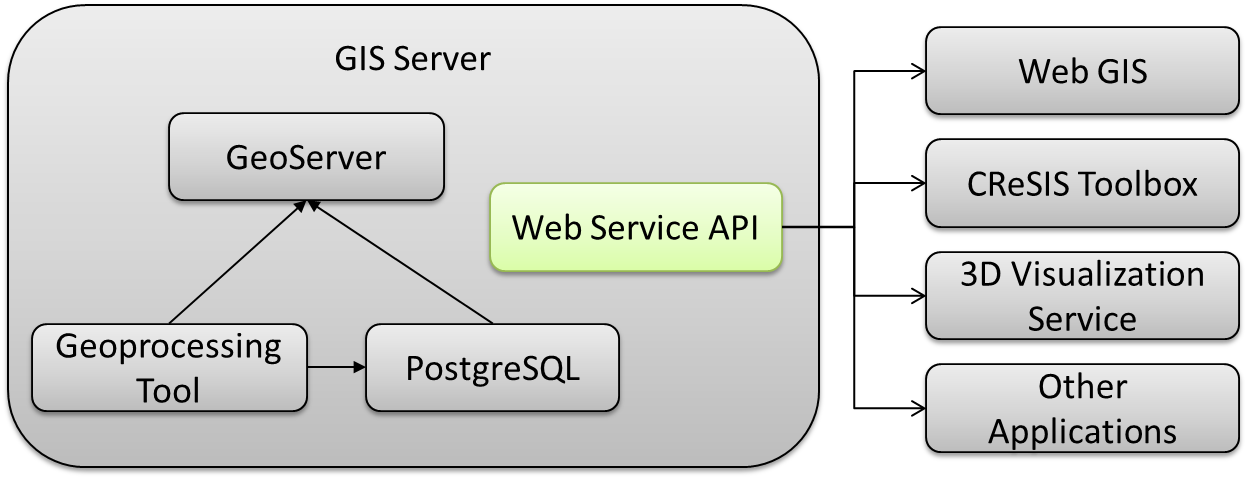 GIS Server
GeoServer
Web Service API
Geoprocessing
Tool
PostgreSQL
Web GIS
CReSIS Toolbox
3D Visualization
Service
Other
Applications